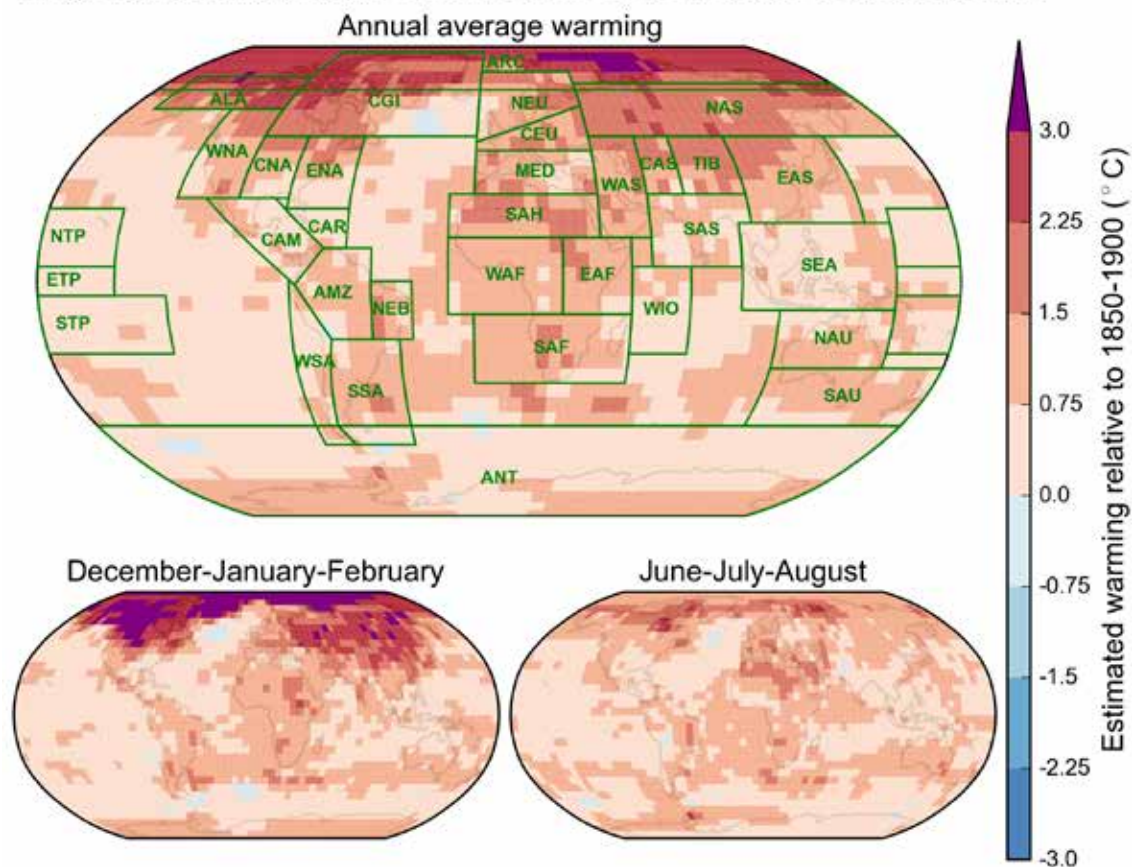 Annual average warming
ARC
ALA
CGI
NEU
NAS
CEU
WNA
CNA
ENA
MED
WAS
CAS
TIB
EAS
SAH
CAR
CAM
SAS
NTP
SEA
ETP
AMZ
WAF
EAF
NEB
WIO
STP
NAU
SAF
WSA
SSA
SAU
ANT
3.0
2.25
1.5
0.75
0.0
-0.75
-1.5
-2.25
-3.0
Estimated warming relative to 1850-1900 (°C)
December-January-February
June-July-August